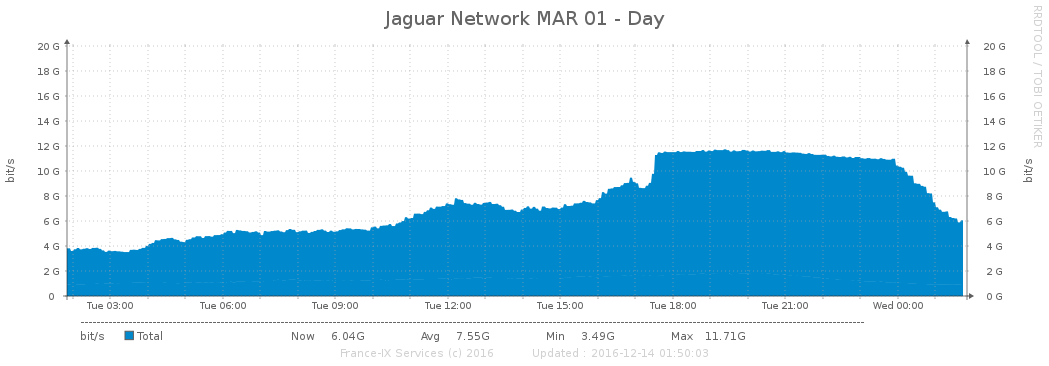 Jaguar Network MAR 01 - Day
RRDTOOL / TOBI OETIKER
bit/s
20 G
18 G
16 G
14 G
12 G
10 G
8 G
6 G
4 G
2 G
0
20 G
18 G
16 G
14 G
12 G
10 G
8 G
6 G
4 G
2 G
0 G
bit/s
Tue 03:00 Tue 06:00 Tue 09:00 Tue 12:00 Tue 15:00 Tue 18:00 Tue 21:00 Wed 00:00
bit/s Total Now 6.04G Avg 7.55G Min 3.49G Max 11.71G
France-IX Services (c) 2016 Updated : 2016-12-14 01:50:03